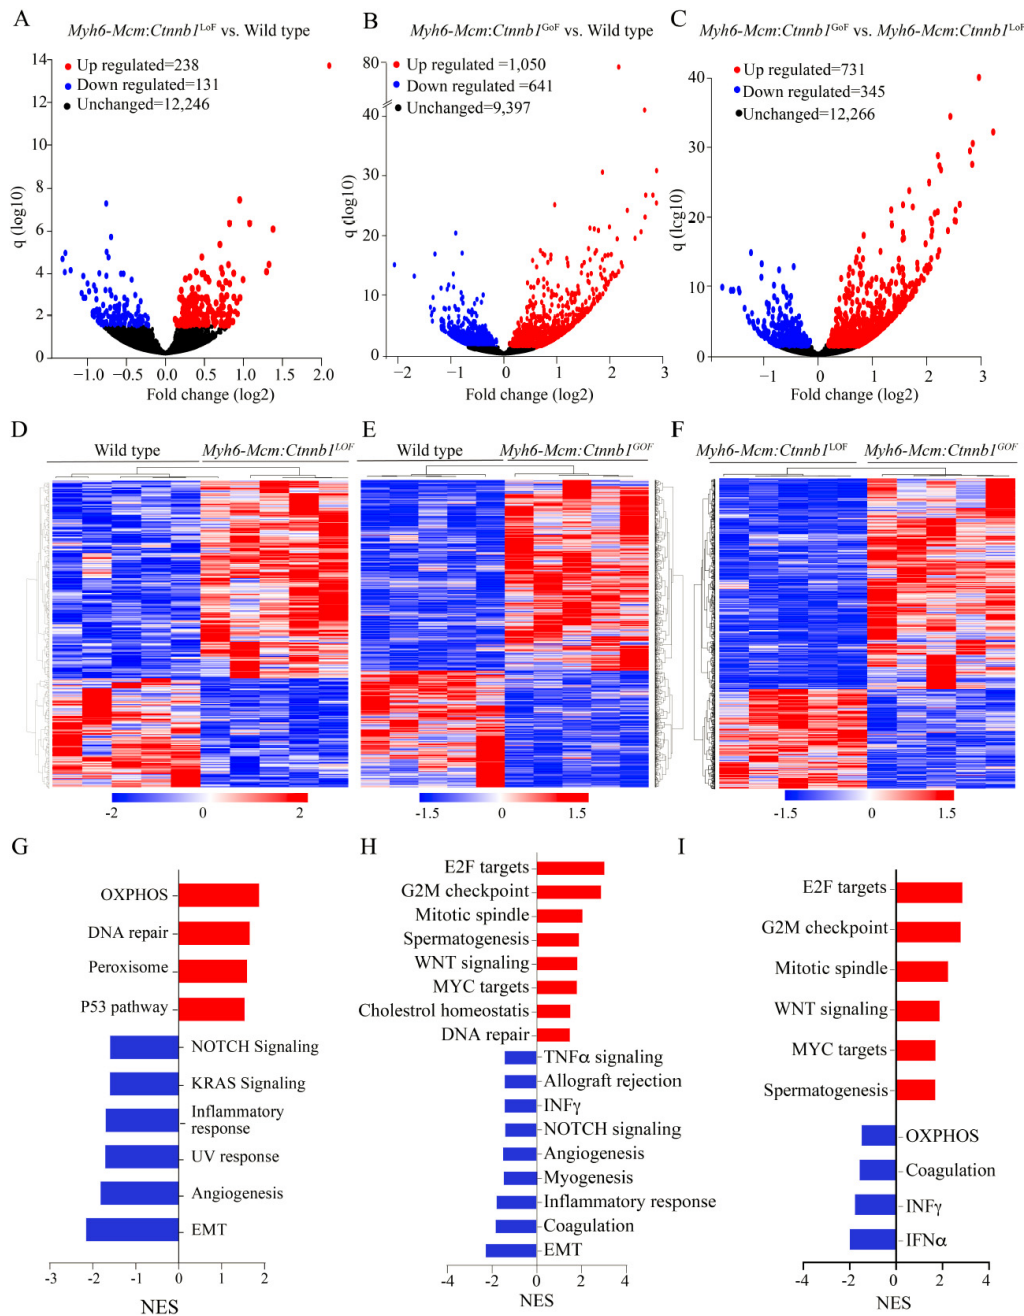 A
Myh6-Mcm:Ctnnb1LoF vs. Wild type
14
12
10
8
6
4
2
0
q (log10)
Up regulated=238
Down regulated=131
Unchanged=12,246
−1.0
−0.5
0.0
0.5
1.0
2.0
Fold change (log2)
B
Myh6-Mcm:Ctnnb1GoF vs. Wild type
80
40
30
20
10
0
q (log10)
Up regulated =1,050
Down regulated =641
Unchanged=9,397
−2
−1
0
1
2
3
Fold change (log2)
C
Myh6-Mcm:Ctnnb1GoF vs. Myh6-Mcm:Ctnnb1LoF
40
30
20
10
0
q (lcg10)
Up regulated=731
Down regulated=345
Unchanged=12,266
−1
0
1
2
3
Fold change (log2)
D
Wild type
Myh6-Mcm:Ctnnb1LOF
-2
0
2
E
Wild type
Myh6-Mcm:Ctnnb1GOF
-1.5
0
1.5
F
Myh6-Mcm:Ctnnb1LOF
Myh6-Mcm:Ctnnb1GOF
-1.5
0
1.5
G
OXPHOS
DNA repair
Peroxisome
P53 pathway
NOTCH Signaling
KRAS Signaling
Inflammatory
response
UV response
Angiogenesis
EMT
-3
-2
-1
0
1
2
NES
H
E2F targets
G2M checkpoint
Mitotic spindle
Spermatogenesis
WNT signaling
MYC targets
Cholestrol homeostatis
DNA repair
TNFα signaling
Allograft rejection
INFγ
NOTCH signaling
Angiogenesis
Myogenesis
Inflammatory response
Coagulation
EMT
-4
-2
0
2
4
NES
I
E2F targets
G2M checkpoint
Mitotic spindle
WNT signaling
MYC targets
Spermatogenesis
OXPHOS
Coagulation
INFγ
IFNα
-4
-2
0
2
4
NES